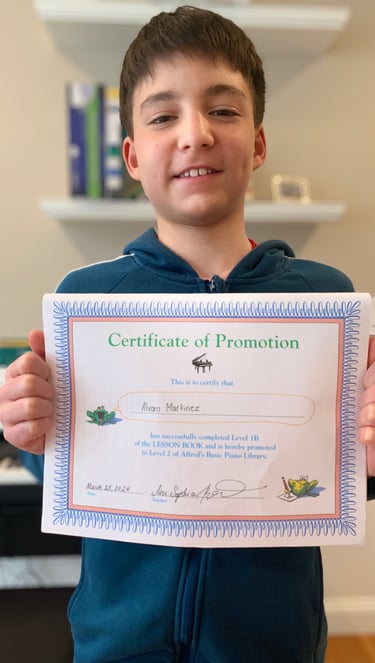 Certificate of Promotion
This is to certify that
Alvaro Martinez
has successfully completed Level 1B
of the LESSON BOOK and is hereby promoted
to Level 2 of Alfred's Basic Piano Library.
March 25, 2024
Date Teacher